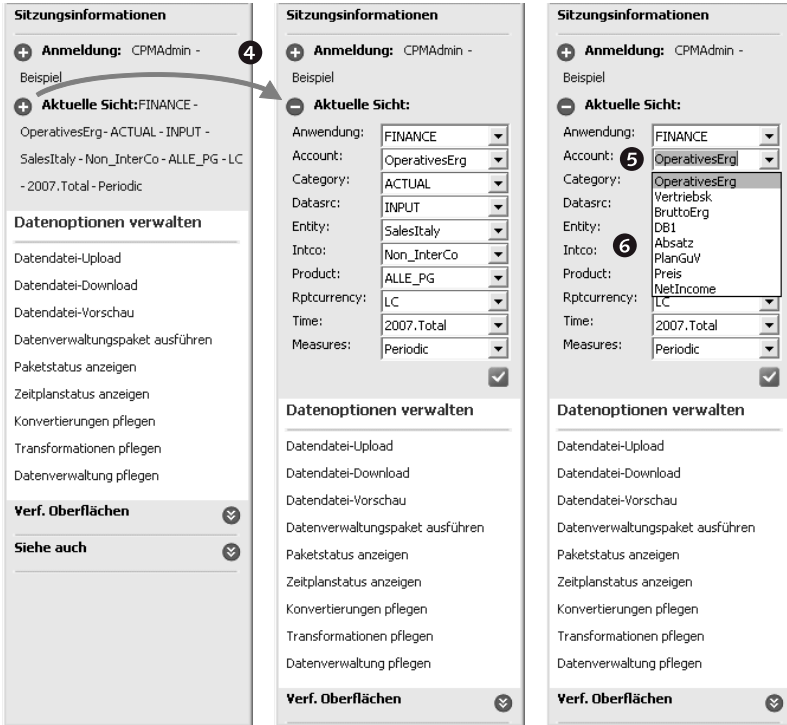 Sitzungsinformationen
Anmeldung: CPMAdmin -
Beispiel
Aktuelle Sicht:FINANCE -
OperativesErg - ACTUAL - INPUT -
SalesItaly - Non_InterCo - ALLE_PG - LC
- 2007.Total - Periodic
Datenoptionen verwalten
Datendatei-Upload
Datendatei-Download
Datendatei-Vorschau
Datenverwaltungspaket ausführen
Paketstatus anzeigen
Zeitplanstatus anzeigen
Konvertierungen pflegen
Transformationen pflegen
Datenverwaltung pflegen
Verf. Oberflächen
Siehe auch
4
Sitzungsinformationen
Anmeldung: CPMAdmin -
Beispiel
Aktuelle Sicht:
Anwendung: FINANCE
Account: OperativesErg
Category: ACTUAL
Datasrc: INPUT
Entity: SalesItaly
Intco: Non_InterCo
Product: ALLE_PG
Rptcurrency: LC
Time: 2007.Total
Measures: Periodic
Datenoptionen verwalten
Datendatei-Upload
Datendatei-Download
Datendatei-Vorschau
Datenverwaltungspaket ausführen
Paketstatus anzeigen
Zeitplanstatus anzeigen
Konvertierungen pflegen
Transformationen pflegen
Datenverwaltung pflegen
Verf. Oberflächen
Sitzungsinformationen
Anmeldung: CPMAdmin -
Beispiel
Aktuelle Sicht:
Anwendung: FINANCE
Account: 5 OperativesErg
Category: OperativesErg
Vertriebsk
Datasrc: BruttoErg
DB1
Entity: Absatz
Intco: 6 PlanGuV
Product: Preis
NetIncome
Rptcurrency: LC
Time: 2007.Total
Measures: Periodic
Datenoptionen verwalten
Datendatei-Upload
Datendatei-Download
Datendatei-Vorschau
Datenverwaltungspaket ausführen
Paketstatus anzeigen
Zeitplanstatus anzeigen
Konvertierungen pflegen
Transformationen pflegen
Datenverwaltung pflegen
Verf. Oberflächen